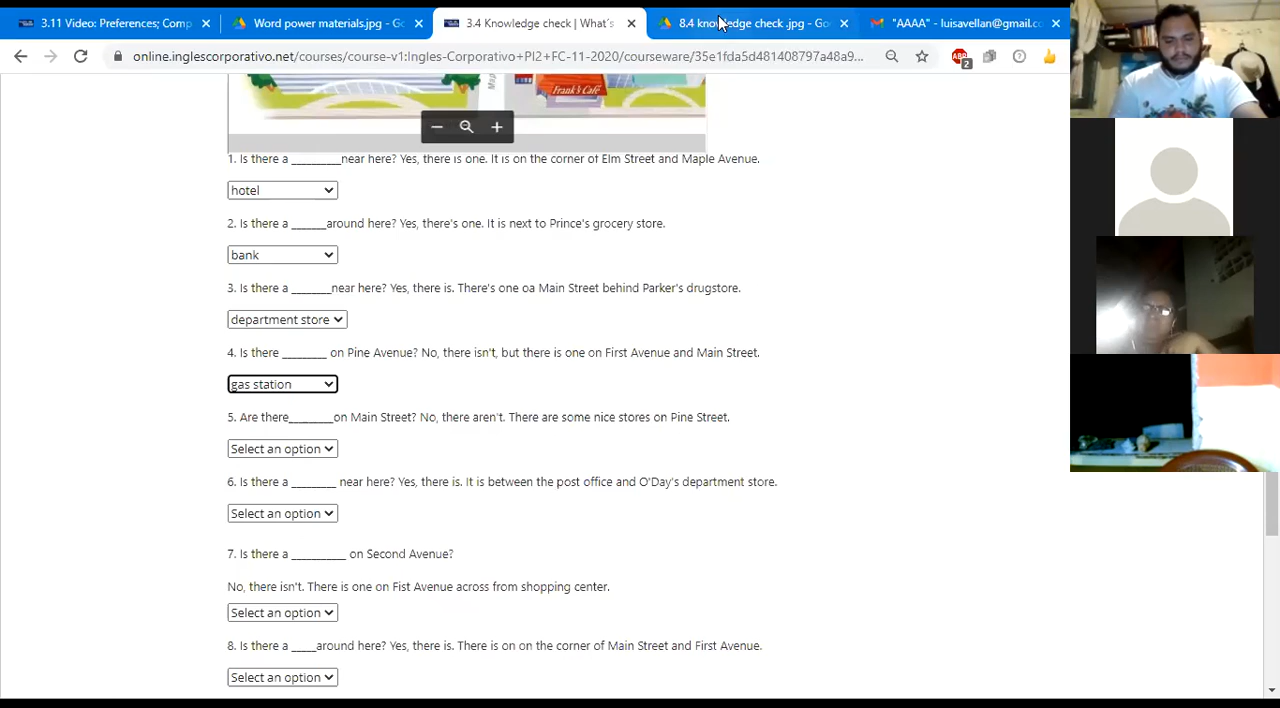 3.11 Video: Preferences; Comp
Word power materials.jpg - Go
3.4 Knowledge check | What's
8.4 knowledge check .jpg - Goo
"AAAA" - luisavellan@gmail.co
online.inglescorporativo.net/courses/course-v1:Ingles-Corporativo+PI2+FC-11-2020/courseware/35e1fda5d481408797a48a9...
2
Frank's Café
1. Is there a _________near here? Yes, there is one. It is on the corner of Elm Street and Maple Avenue.
hotel
2. Is there a _______around here? Yes, there's one. It is next to Prince's grocery store.
bank
3. Is there a ________near here? Yes, there is. There's one oa Main Street behind Parker's drugstore.
department store
4. Is there ________ on Pine Avenue? No, there isn't, but there is one on First Avenue and Main Street.
gas station
5. Are there________on Main Street? No, there aren't. There are some nice stores on Pine Street.
Select an option
6. Is there a ________ near here? Yes, there is. It is between the post office and O'Day's department store.
Select an option
7. Is there a __________ on Second Avenue?
No, there isn't. There is one on Fist Avenue across from shopping center.
Select an option
8. Is there a _____around here? Yes, there is. There is on on the corner of Main Street and First Avenue.
Select an option